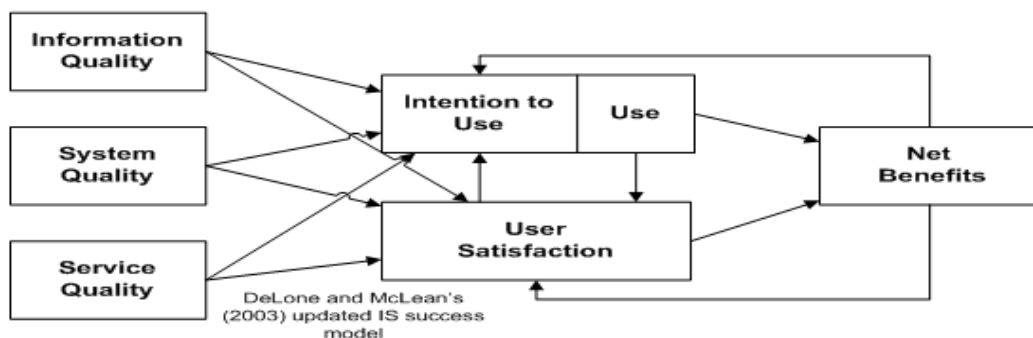 Information
Quality
Intention to
Use
Use
System
Quality
Net
Benefits
User
Satisfaction
Service
Quality
DeLone and McLean's
(2003) updated IS success
model